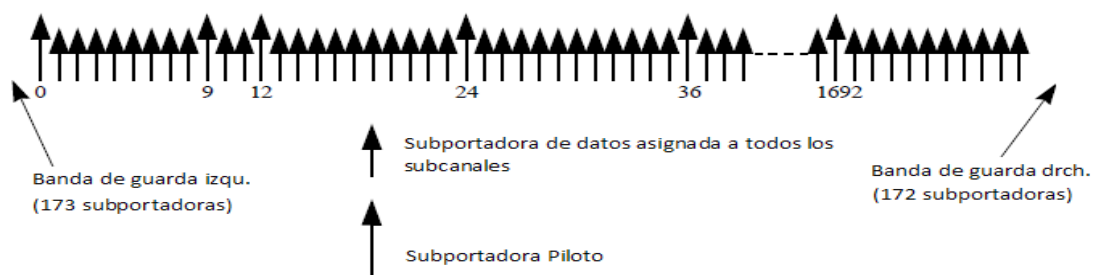 0 9 12 24 36 1692
Subportadora de datos asignada a todos los
subcanales
Banda de guarda izqu.
(173 subportadoras)
Banda de guarda drch.
(172 subportadoras)
Subportadora Piloto